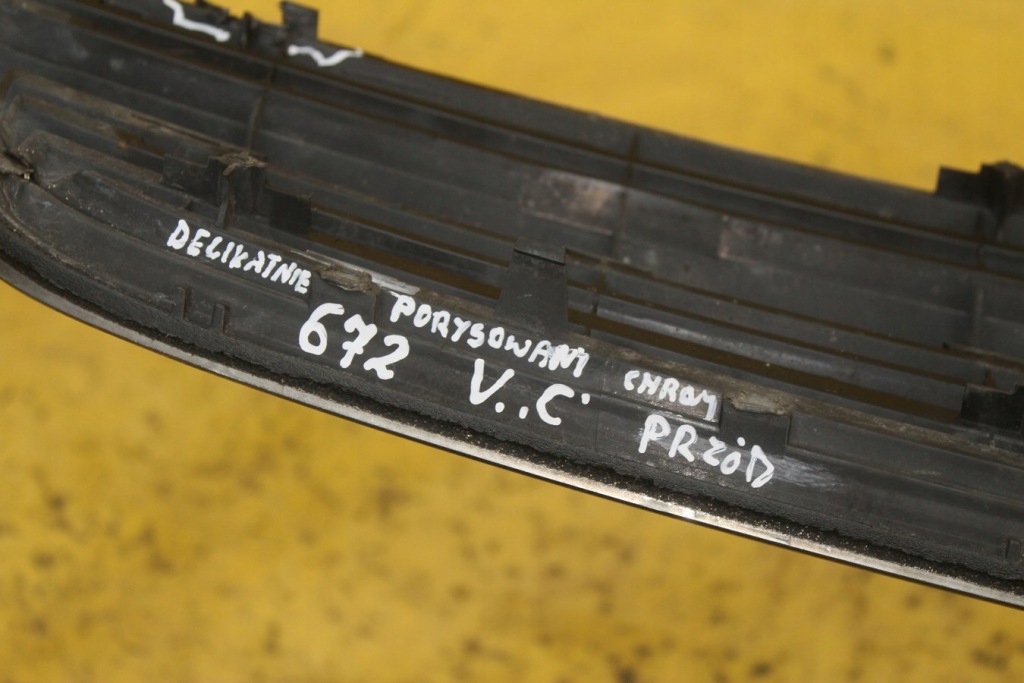 DELIKATNIE PORYSOWANY CHROM
672 V..C. PRZÓD